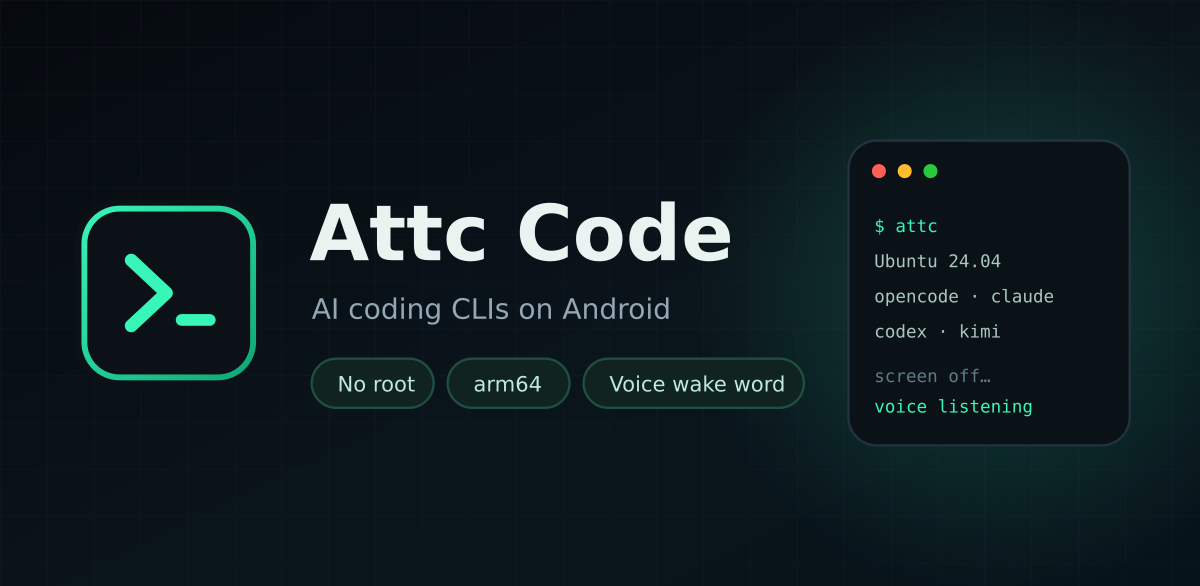 Attc Code
AI coding CLIs on Android
No root
arm64
Voice wake word
$ attc
Ubuntu 24.04
opencode · claude
codex · kimi
screen off…
voice listening